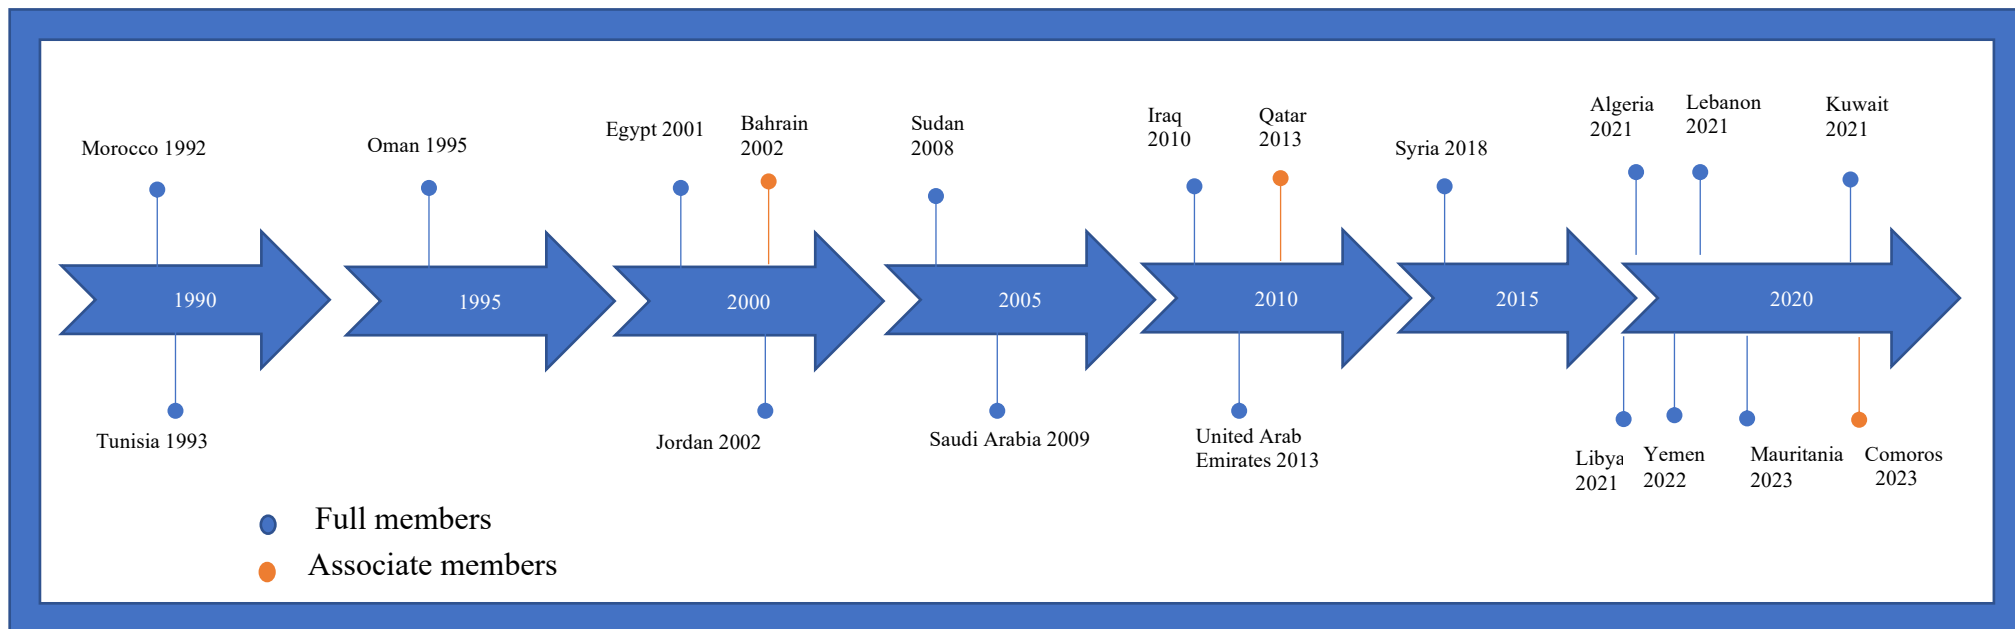 Morocco 1992
Oman 1995
Egypt 2001
Bahrain
2002
Sudan
2008
Iraq
2010
Qatar
2013
Syria 2018
Algeria
2021
Lebanon
2021
Kuwait
2021
1990
1995
2000
2005
2010
2015
2020
Tunisia 1993
Jordan 2002
Saudi Arabia 2009
United Arab
Emirates 2013
Libya
2021
Yemen
2022
Mauritania
2023
Comoros
2023
Full members
Associate members